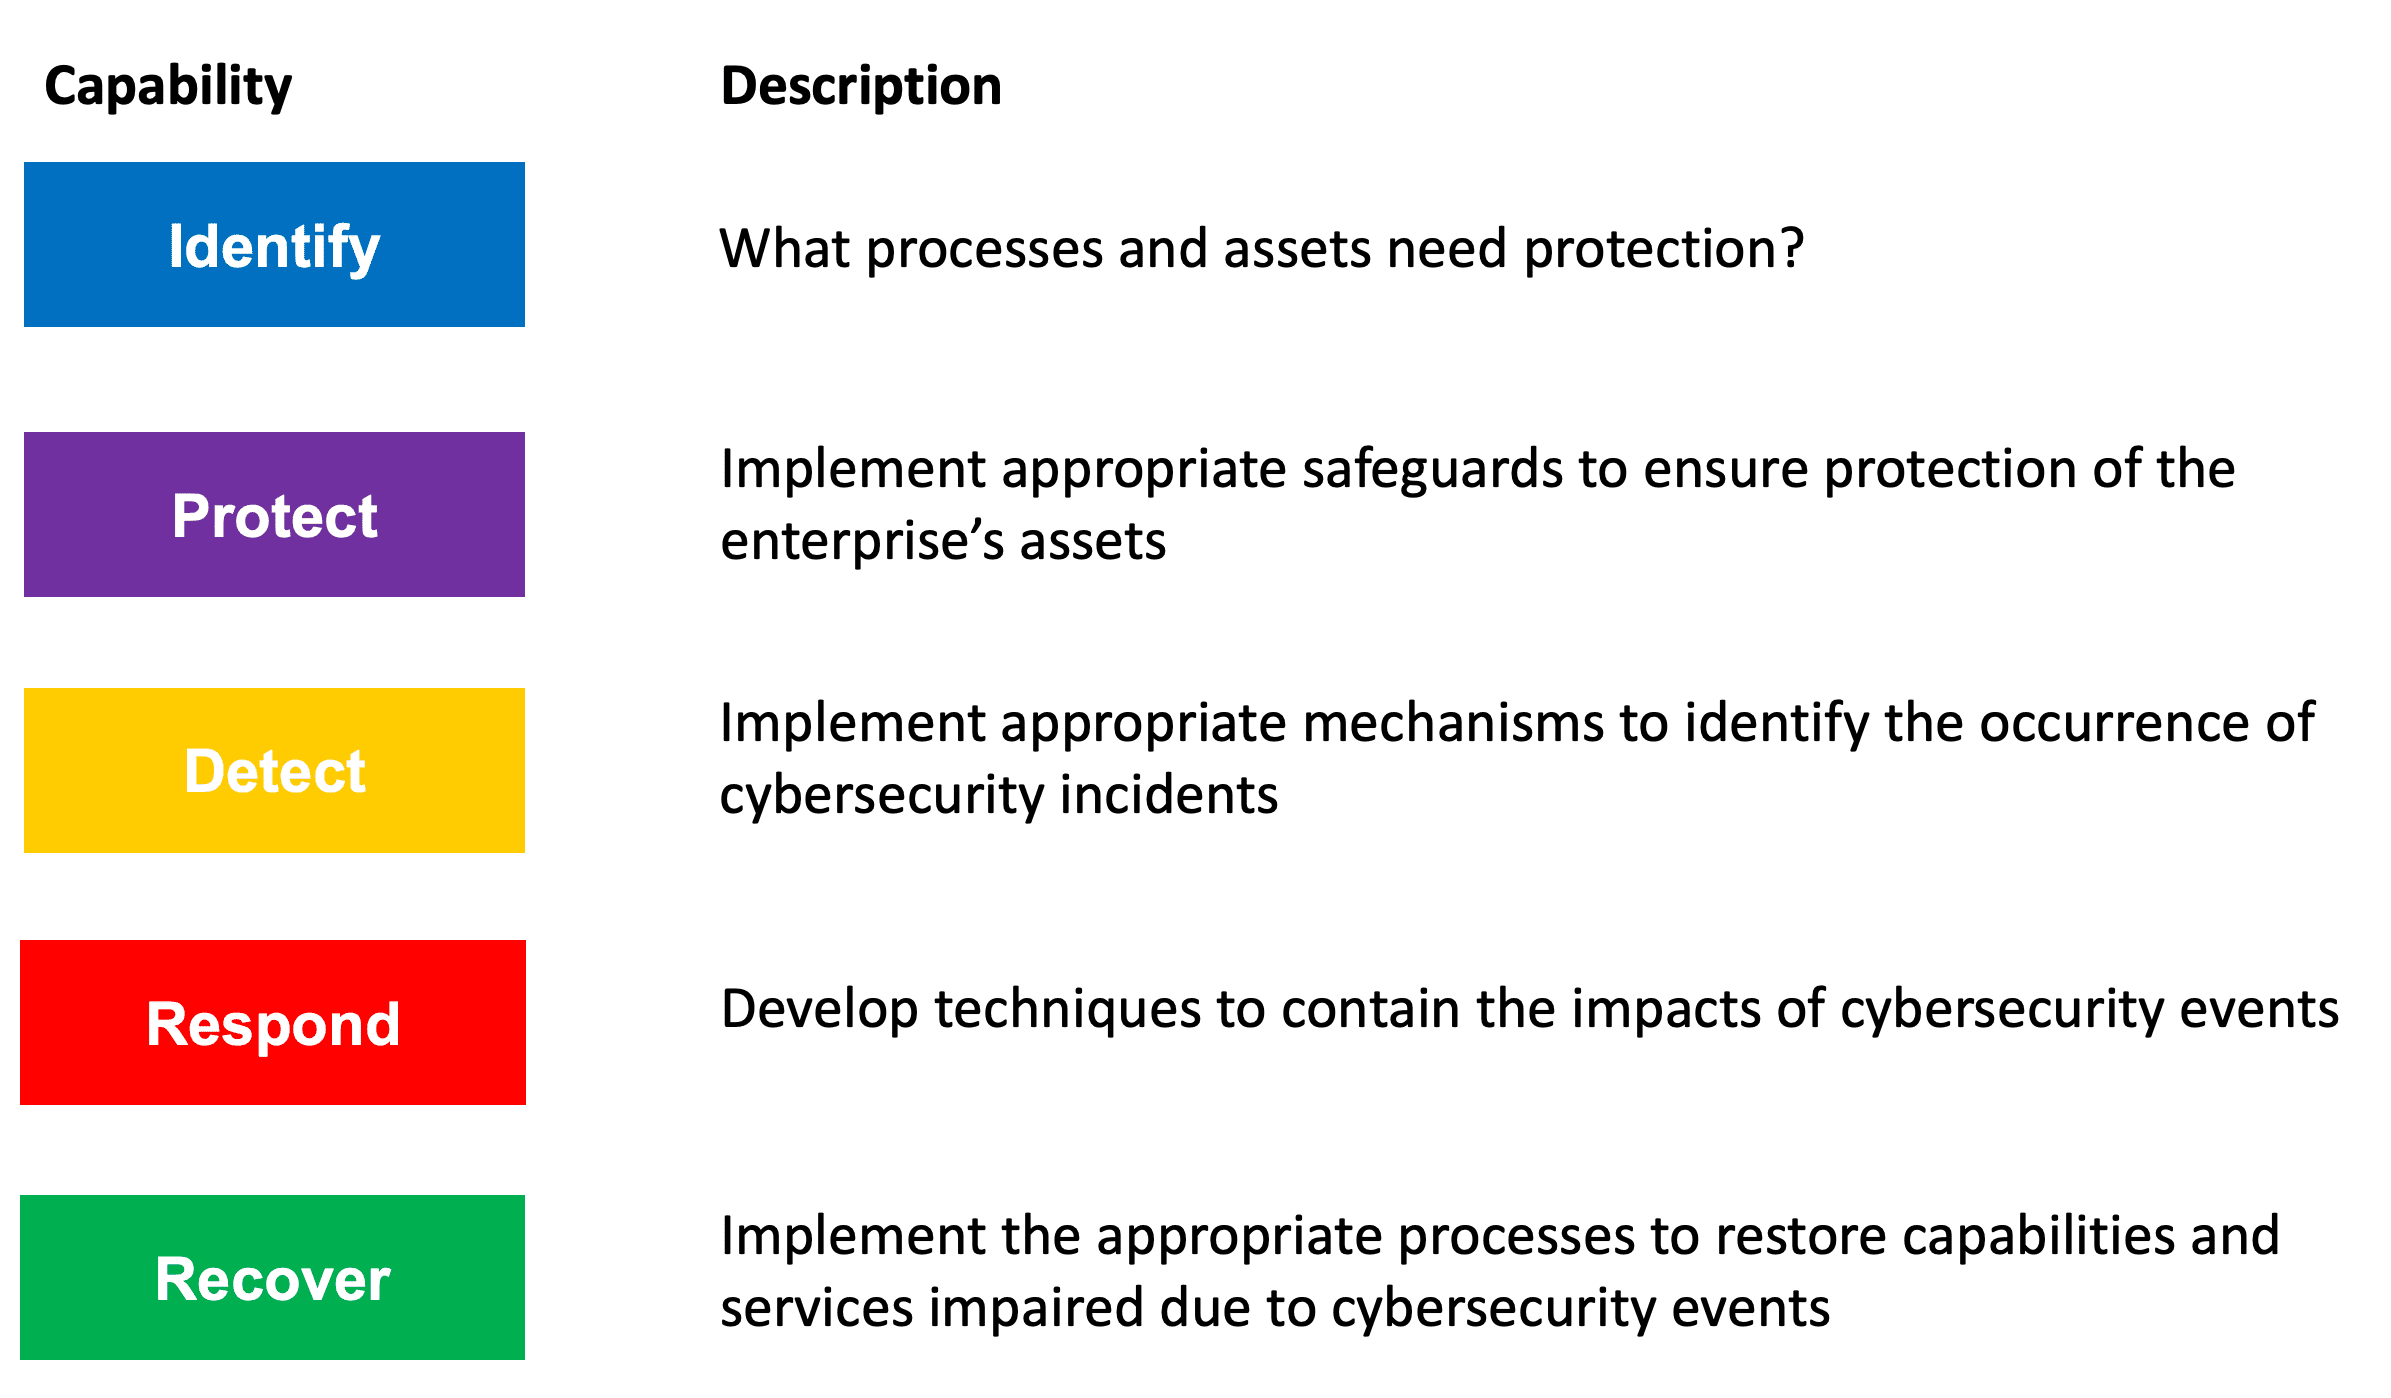 Capability
Description
Identify
What processes and assets need protection?
Protect
Implement appropriate safeguards to ensure protection of the
enterprise’s assets
Detect
Implement appropriate mechanisms to identify the occurrence of
cybersecurity incidents
Respond
Develop techniques to contain the impacts of cybersecurity events
Recover
Implement the appropriate processes to restore capabilities and
services impaired due to cybersecurity events